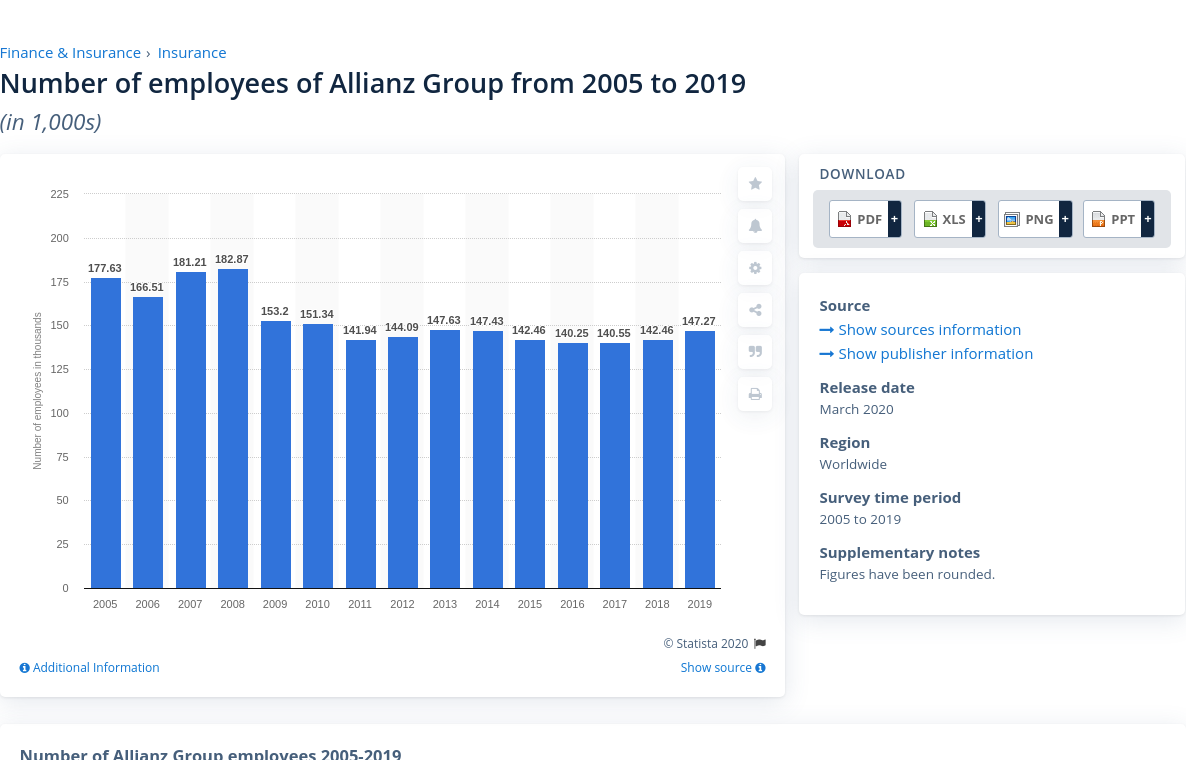 Finance & Insurance › Insurance
Number of employees of Allianz Group from 2005 to 2019
(in 1,000s)
225
200
175
150
125
100
75
50
25
0
Number of employees in thousands
177.63
166.51
181.21
182.87
153.2
151.34
141.94
144.09
147.63
147.43
142.46
140.25
140.55
142.46
147.27
2005 2006 2007 2008 2009 2010 2011 2012 2013 2014 2015 2016 2017 2018 2019
© Statista 2020
Additional Information
Show source
DOWNLOAD
PDF + XLS + PNG + PPT +
Source
Show sources information
Show publisher information
Release date
March 2020
Region
Worldwide
Survey time period
2005 to 2019
Supplementary notes
Figures have been rounded.
Number of Allianz Group employees 2005-2019